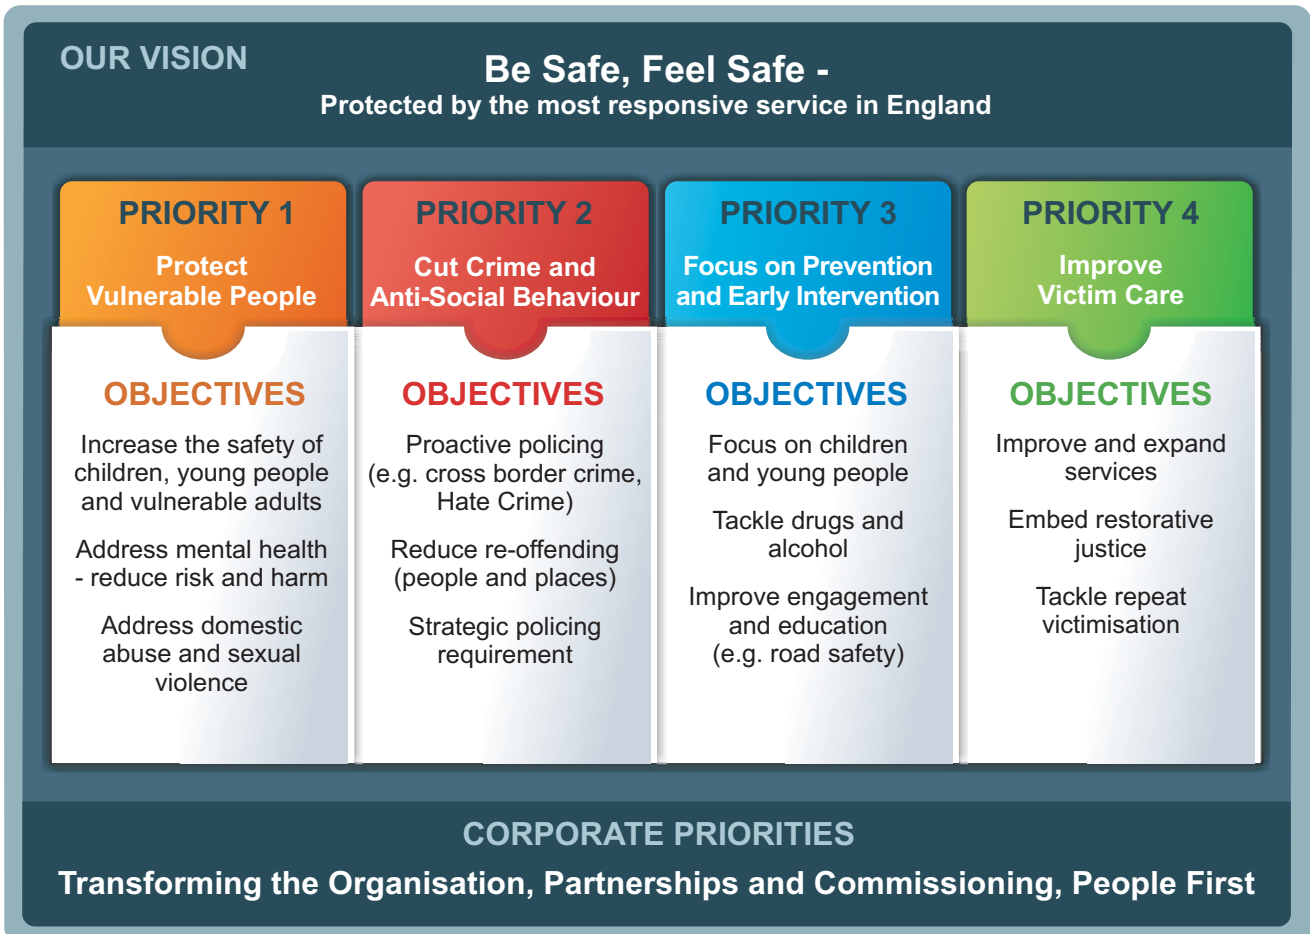 OUR VISION
Be Safe, Feel Safe -
Protected by the most responsive service in England
PRIORITY 1
Protect
Vulnerable People
OBJECTIVES
Increase the safety of
children, young people
and vulnerable adults
Address mental health
- reduce risk and harm
Address domestic
abuse and sexual
violence
PRIORITY 2
Cut Crime and
Anti-Social Behaviour
OBJECTIVES
Proactive policing
(e.g. cross border crime,
Hate Crime)
Reduce re-offending
(people and places)
Strategic policing
requirement
PRIORITY 3
Focus on Prevention
and Early Intervention
OBJECTIVES
Focus on children
and young people
Tackle drugs and
alcohol
Improve engagement
and education
(e.g. road safety)
PRIORITY 4
Improve
Victim Care
OBJECTIVES
Improve and expand
services
Embed restorative
justice
Tackle repeat
victimisation
CORPORATE PRIORITIES
Transforming the Organisation, Partnerships and Commissioning, People First